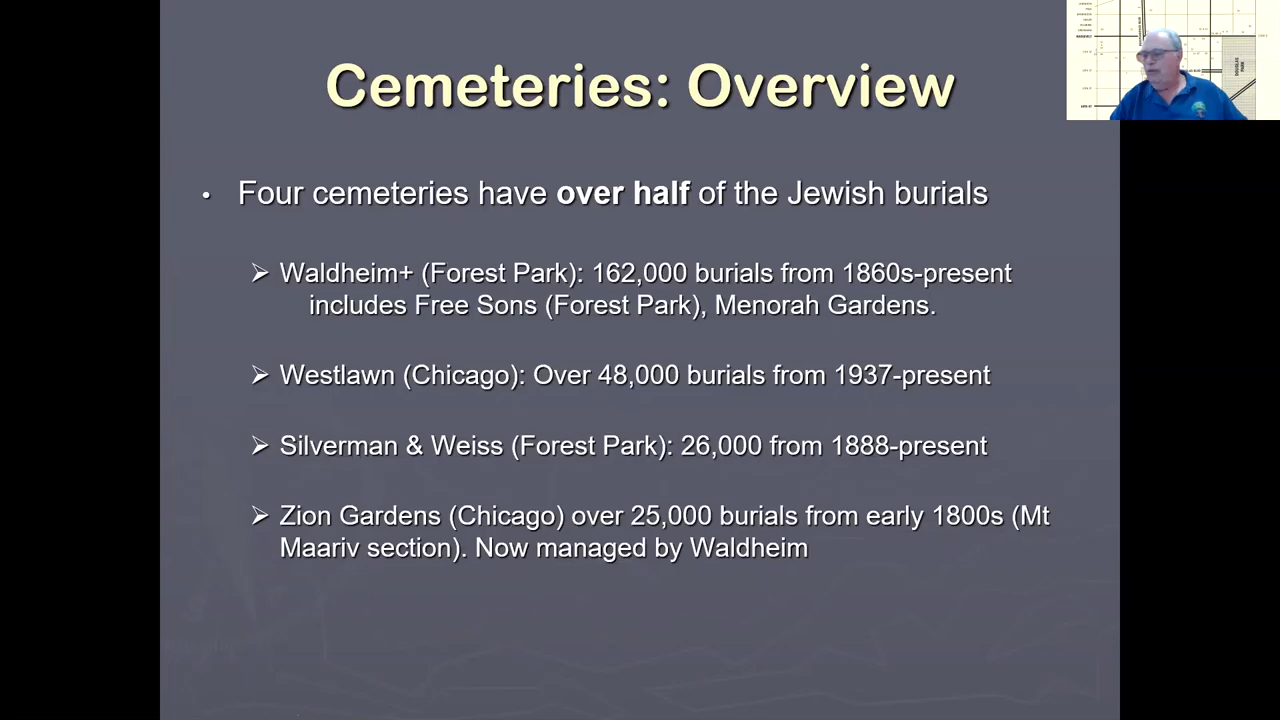 Cemeteries: Overview
• Four cemeteries have over half of the Jewish burials
➢ Waldheim+ (Forest Park): 162,000 burials from 1860s-present
includes Free Sons (Forest Park), Menorah Gardens.
➢ Westlawn (Chicago): Over 48,000 burials from 1937-present
➢ Silverman & Weiss (Forest Park): 26,000 from 1888-present
➢ Zion Gardens (Chicago) over 25,000 burials from early 1800s (Mt
Maariv section). Now managed by Waldheim
DOUGLAS
PARK